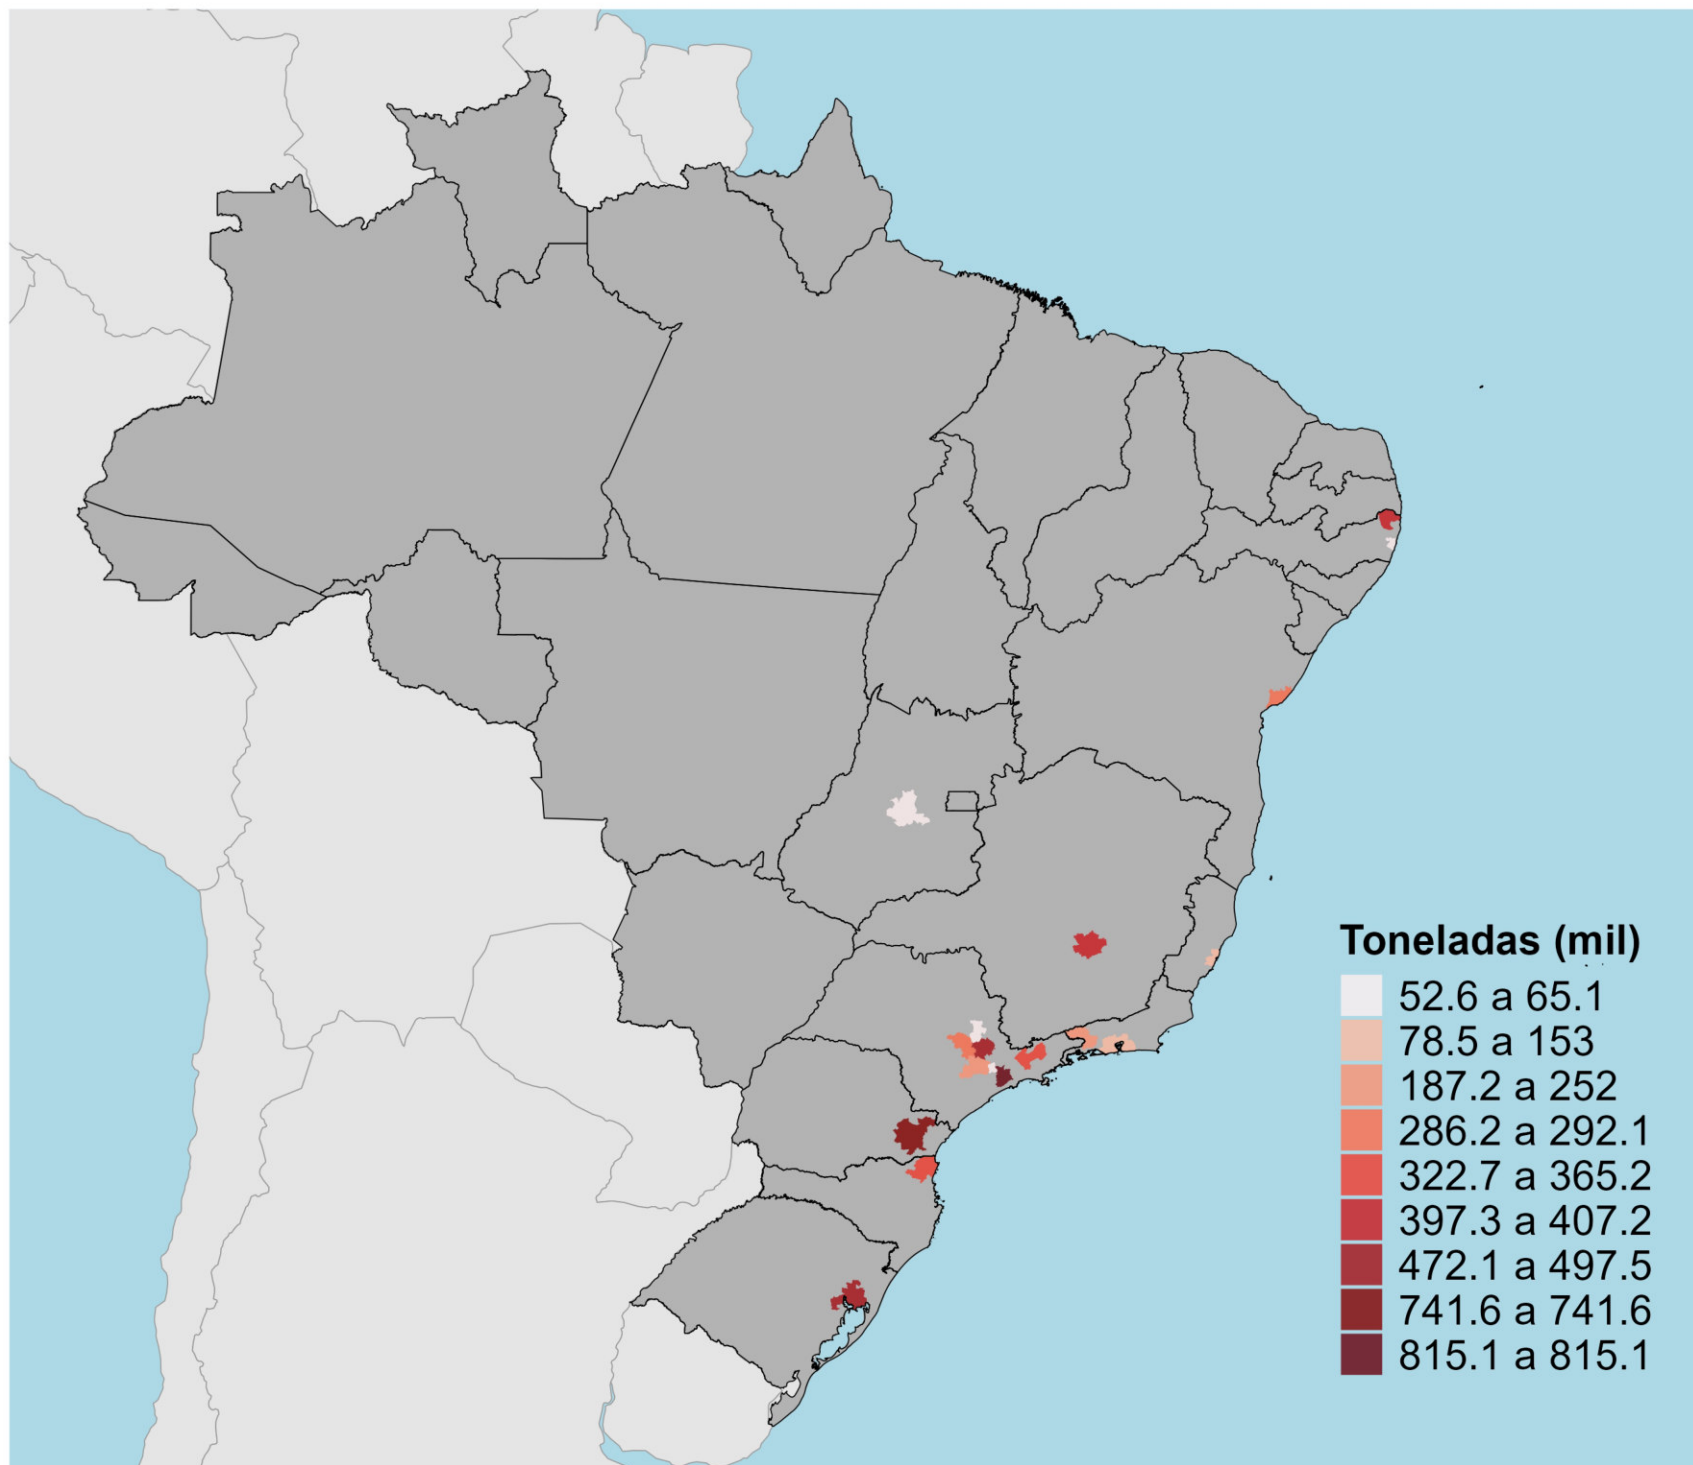 Toneladas (mil)
52.6 a 65.1
78.5 a 153
187.2 a 252
286.2 a 292.1
322.7 a 365.2
397.3 a 407.2
472.1 a 497.5
741.6 a 741.6
815.1 a 815.1